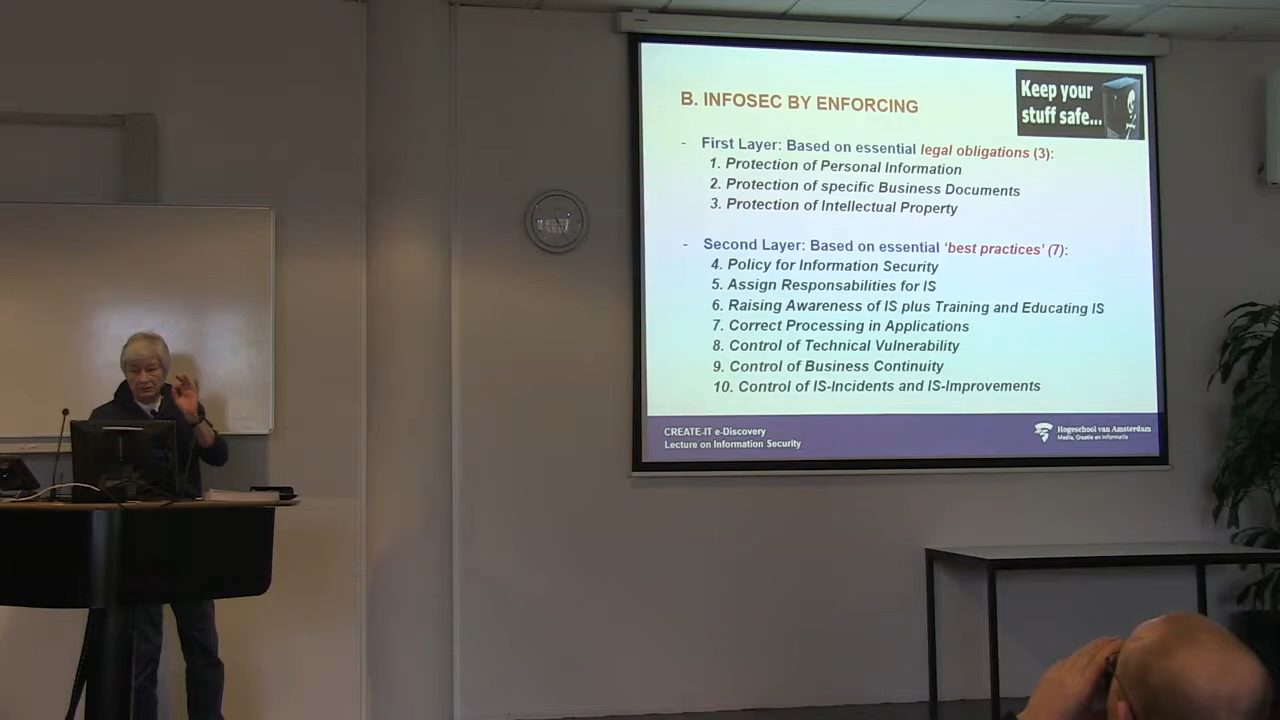 B. INFOSEC BY ENFORCING
Keep your
stuff safe...
- First Layer: Based on essential legal obligations (3):
1. Protection of Personal Information
2. Protection of specific Business Documents
3. Protection of Intellectual Property
- Second Layer: Based on essential 'best practices' (7):
4. Policy for Information Security
5. Assign Responsabilities for IS
6. Raising Awareness of IS plus Training and Educating IS
7. Correct Processing in Applications
8. Control of Technical Vulnerability
9. Control of Business Continuity
10. Control of IS-Incidents and IS-Improvements
CREATE-IT e-Discovery
Lecture on Information Security
Hogeschool van Amsterdam
Media, Creatie en Informatie